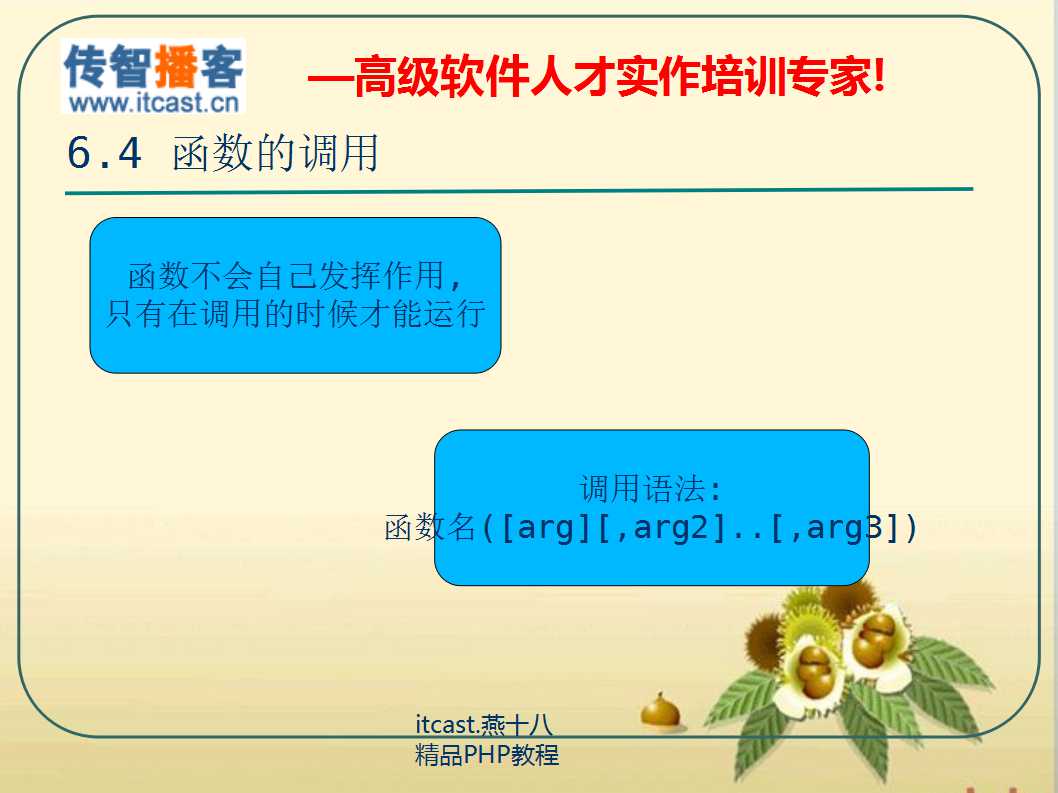 传智播客
www.itcast.cn
—高级软件人才实作培训专家!
6.4 函数的调用
函数不会自己发挥作用,
只有在调用的时候才能运行
调用语法:
函数名([arg][,arg2]..[,arg3])
itcast.燕十八
精品PHP教程